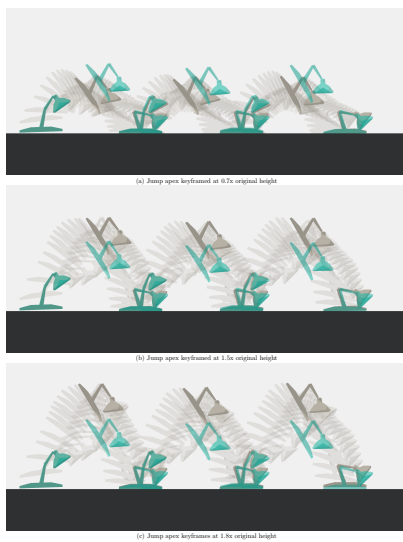 (a) Jump apex keyframed at 0.7x original height
(b) Jump apex keyframed at 1.5x original height
(c) Jump apex keyframes at 1.8x original height